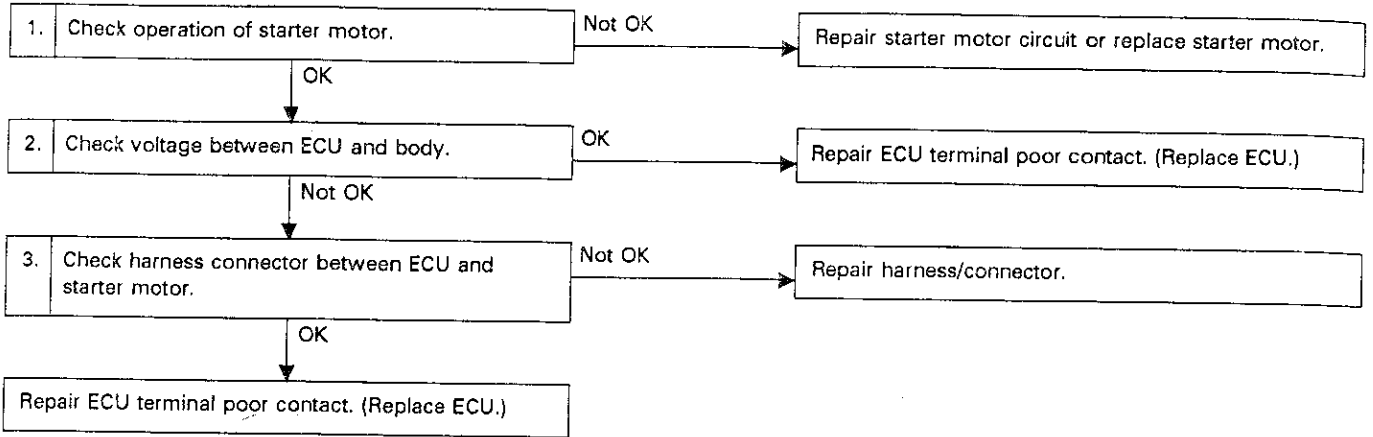 1. Check operation of starter motor.
Not OK
Repair starter motor circuit or replace starter motor.
OK
2. Check voltage between ECU and body.
OK
Repair ECU terminal poor contact. (Replace ECU.)
Not OK
3. Check harness connector between ECU and
starter motor.
Not OK
Repair harness/connector.
OK
Repair ECU terminal poor contact. (Replace ECU.)